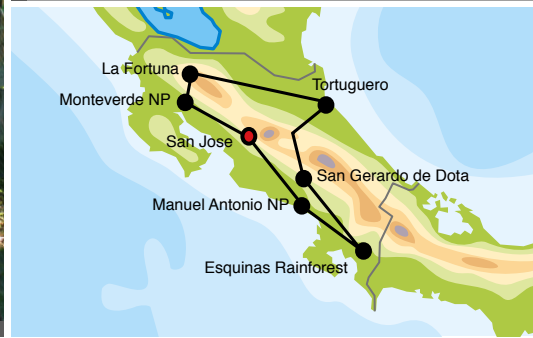 La Fortuna
Tortuguero
Monteverde NP
San Jose
San Gerardo de Dota
Manuel Antonio NP
Esquinas Rainforest